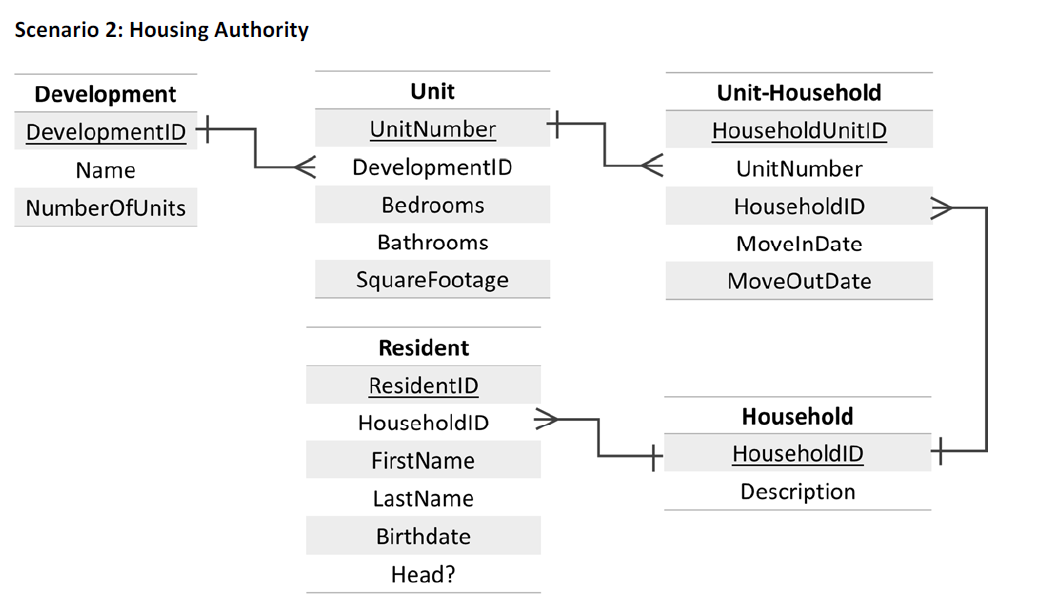 Scenario 2: Housing Authority
Development
DevelopmentID
Name
NumberOfUnits
Unit
UnitNumber
DevelopmentID
Bedrooms
Bathrooms
SquareFootage
Unit-Household
HouseholdUnitID
UnitNumber
HouseholdID
MoveInDate
MoveOutDate
Resident
ResidentID
HouseholdID
FirstName
LastName
Birthdate
Head?
Household
HouseholdID
Description